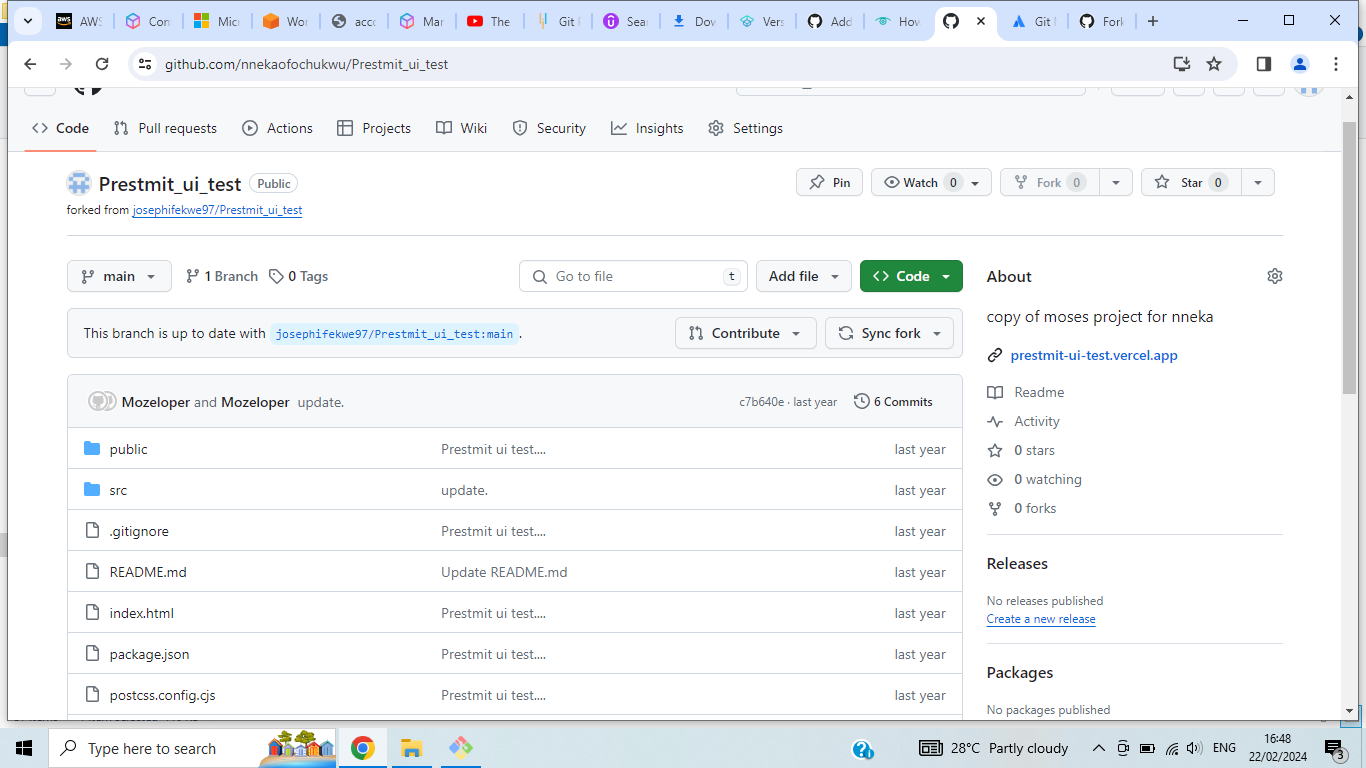 AWS
Con
Micr
Wor
acco
Mar
The
Git F
Sear
Dov
Vers
Add
How
Git M
Fork
github.com/nnekaofochukwu/Prestmit_ui_test
Code
Pull requests
Actions
Projects
Wiki
Security
Insights
Settings
Prestmit_ui_test
Public
Pin
Watch 0
Fork 0
Star 0
forked from josephifekwe97/Prestmit_ui_test
main
1 Branch
0 Tags
Go to file
t
Add file
Code
This branch is up to date with josephifekwe97/Prestmit_ui_test:main .
Contribute
Sync fork
Mozeloper and Mozeloper update.
c7b640e · last year
6 Commits
public Prestmit ui test.... last year
src update. last year
.gitignore Prestmit ui test.... last year
README.md Update README.md last year
index.html Prestmit ui test.... last year
package.json Prestmit ui test.... last year
postcss.config.cjs Prestmit ui test.... last year
About
copy of moses project for nneka
prestmit-ui-test.vercel.app
Readme
Activity
0 stars
0 watching
0 forks
Releases
No releases published
Create a new release
Packages
No packages published
Type here to search
28°C Partly cloudy
ENG
16:48
22/02/2024
3